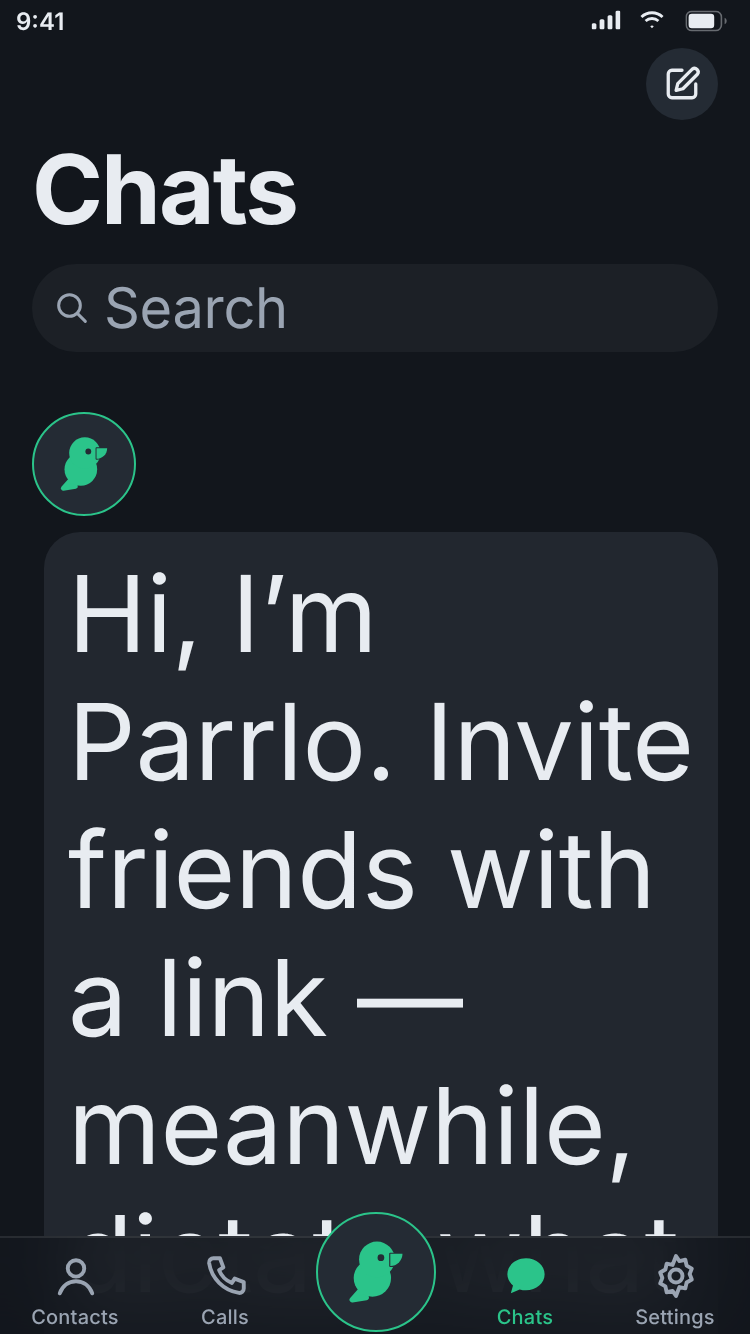 9:41
Chats
Search
Hi, I’m
Parrlo. Invite
friends with
a link —
meanwhile,
Contacts
Calls
Chats
Settings